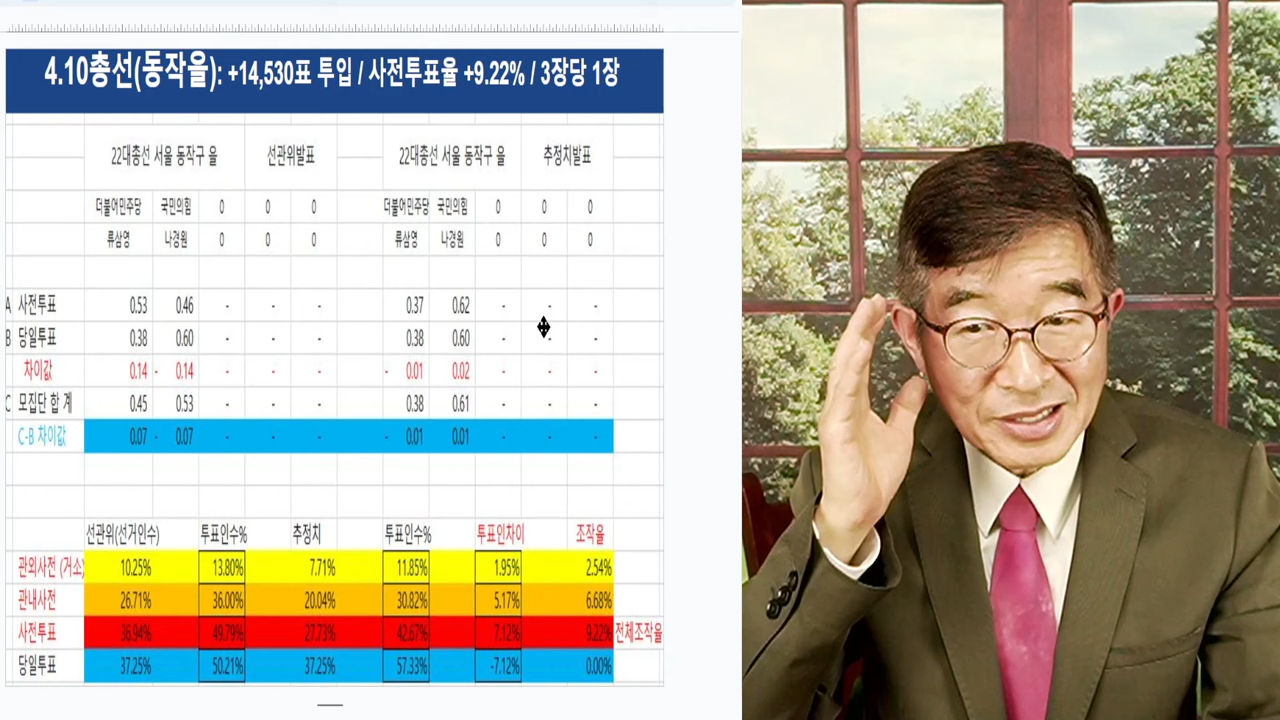 4.10총선(동작을): +14,530표 투입 / 사전투표율 +9.22% / 3장당 1장
22대총선 서울 동작구 을 선관위발표 22대총선 서울 동작구 을 추정치발표
더불어민주당 국민의힘 0 0 0 더불어민주당 국민의힘 0 0 0
류삼영 나경원 0 0 0 류삼영 나경원 0 0 0
A 사전투표 0.53 0.46 - - - 0.37 0.62 - - -
B 당일투표 0.38 0.60 - - - 0.38 0.60 - - -
차이값 0.14 - 0.14 - - - - 0.01 0.02 - - -
C 모집단 합 계 0.45 0.53 - - - 0.38 0.61 - - -
C-B 차이값 0.07 - 0.07 - - - - 0.01 0.01 - - -
선관위(선거인수) 투표인수% 추정치 투표인수% 투표인차이 조작율
관외사전 (거소) 10.25% 13.80% 7.71% 11.85% 1.95% 2.54%
관내사전 26.71% 36.00% 20.04% 30.82% 5.17% 6.68%
사전투표 36.94% 49.79% 27.73% 42.67% 7.12% 9.22% 전체조작율
당일투표 37.25% 50.21% 37.25% 57.33% -7.12% 0.00%